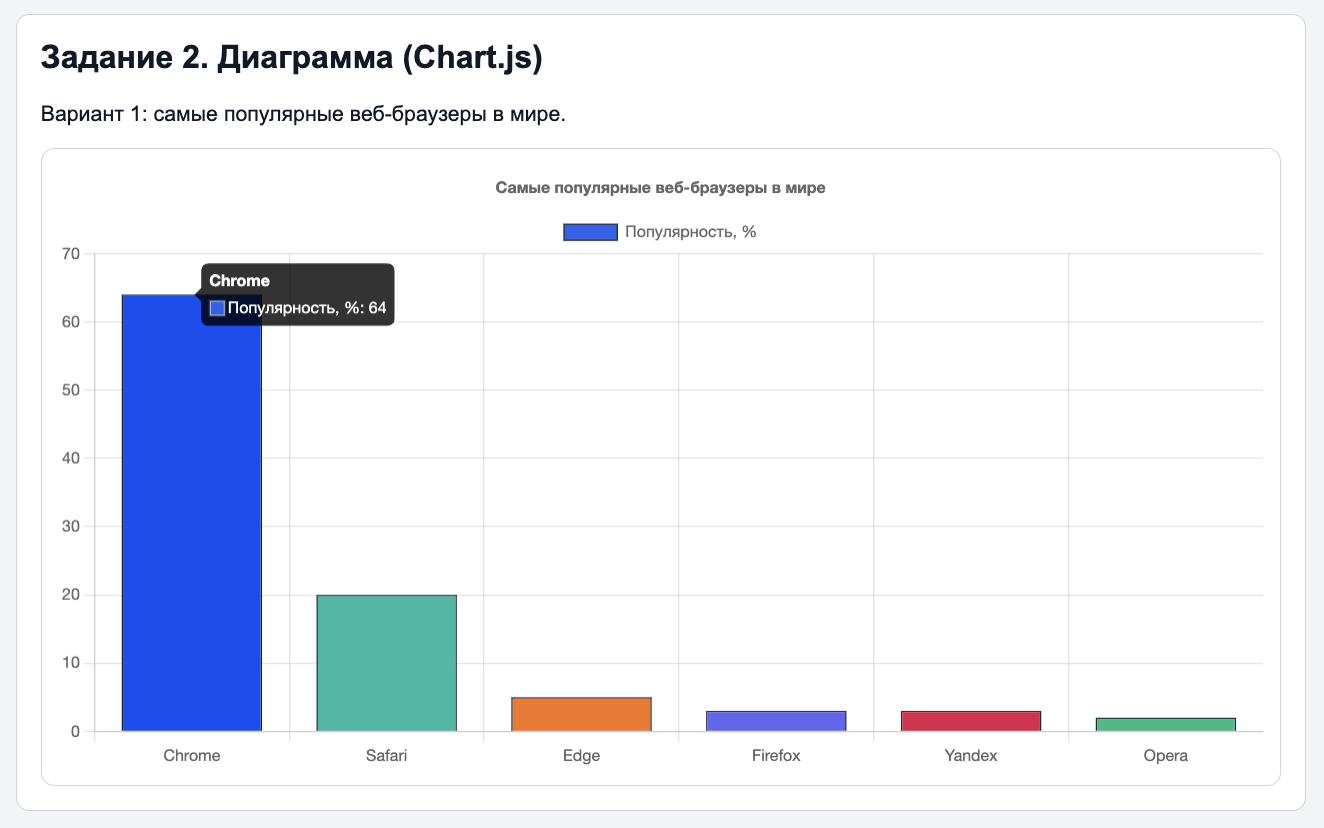 Задание 2. Диаграмма (Chart.js)
Вариант 1: самые популярные веб-браузеры в мире.
Самые популярные веб-браузеры в мире
Популярность, %
70
Chrome
Популярность, %: 64
60
50
40
30
20
10
0
Chrome Safari Edge Firefox Yandex Opera